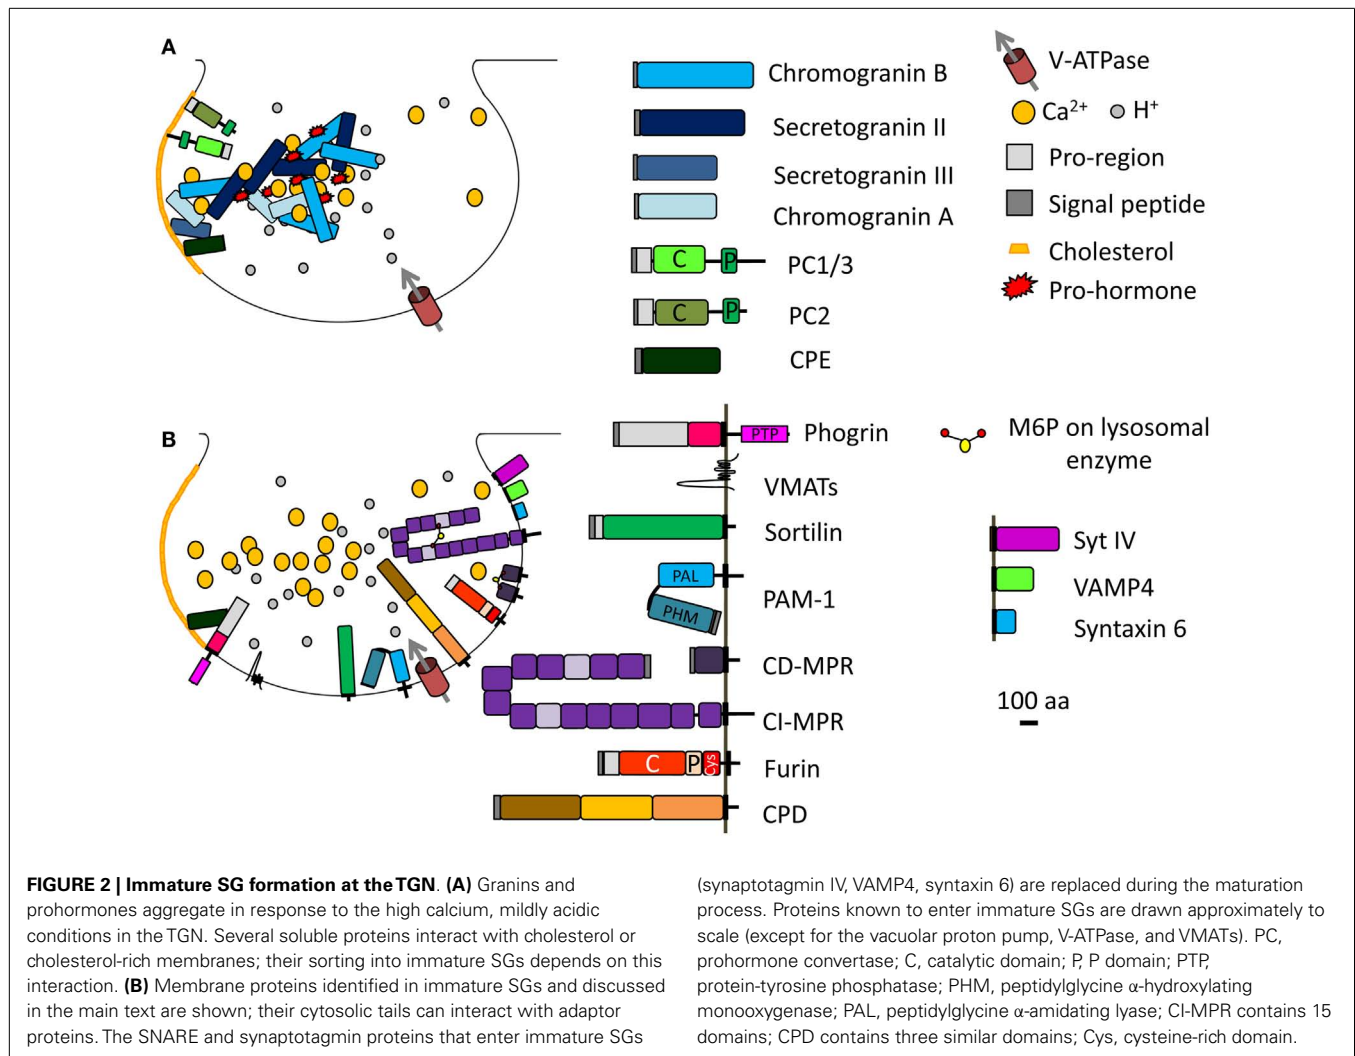 A
Chromogranin B
Secretogranin II
Secretogranin III
Chromogranin A
C P PC1/3
C P PC2
CPE
V-ATPase
Ca2+ H+
Pro-region
Signal peptide
Cholesterol
Pro-hormone
B
PTP Phogrin
VMATs
Sortilin
PAL
PHM
PAM-1
CD-MPR
CI-MPR
C P Cys Furin
CPD
M6P on lysosomal
enzyme
Syt IV
VAMP4
Syntaxin 6
100 aa
FIGURE 2 | Immature SG formation at the TGN. (A) Granins and
prohormones aggregate in response to the high calcium, mildly acidic
conditions in the TGN. Several soluble proteins interact with cholesterol or
cholesterol-rich membranes; their sorting into immature SGs depends on this
interaction. (B) Membrane proteins identified in immature SGs and discussed
in the main text are shown; their cytosolic tails can interact with adaptor
proteins. The SNARE and synaptotagmin proteins that enter immature SGs
(synaptotagmin IV, VAMP4, syntaxin 6) are replaced during the maturation
process. Proteins known to enter immature SGs are drawn approximately to
scale (except for the vacuolar proton pump, V-ATPase, and VMATs). PC,
prohormone convertase; C, catalytic domain; P, P domain; PTP,
protein-tyrosine phosphatase; PHM, peptidylglycine α-hydroxylating
monooxygenase; PAL, peptidylglycine α-amidating lyase; CI-MPR contains 15
domains; CPD contains three similar domains; Cys, cysteine-rich domain.